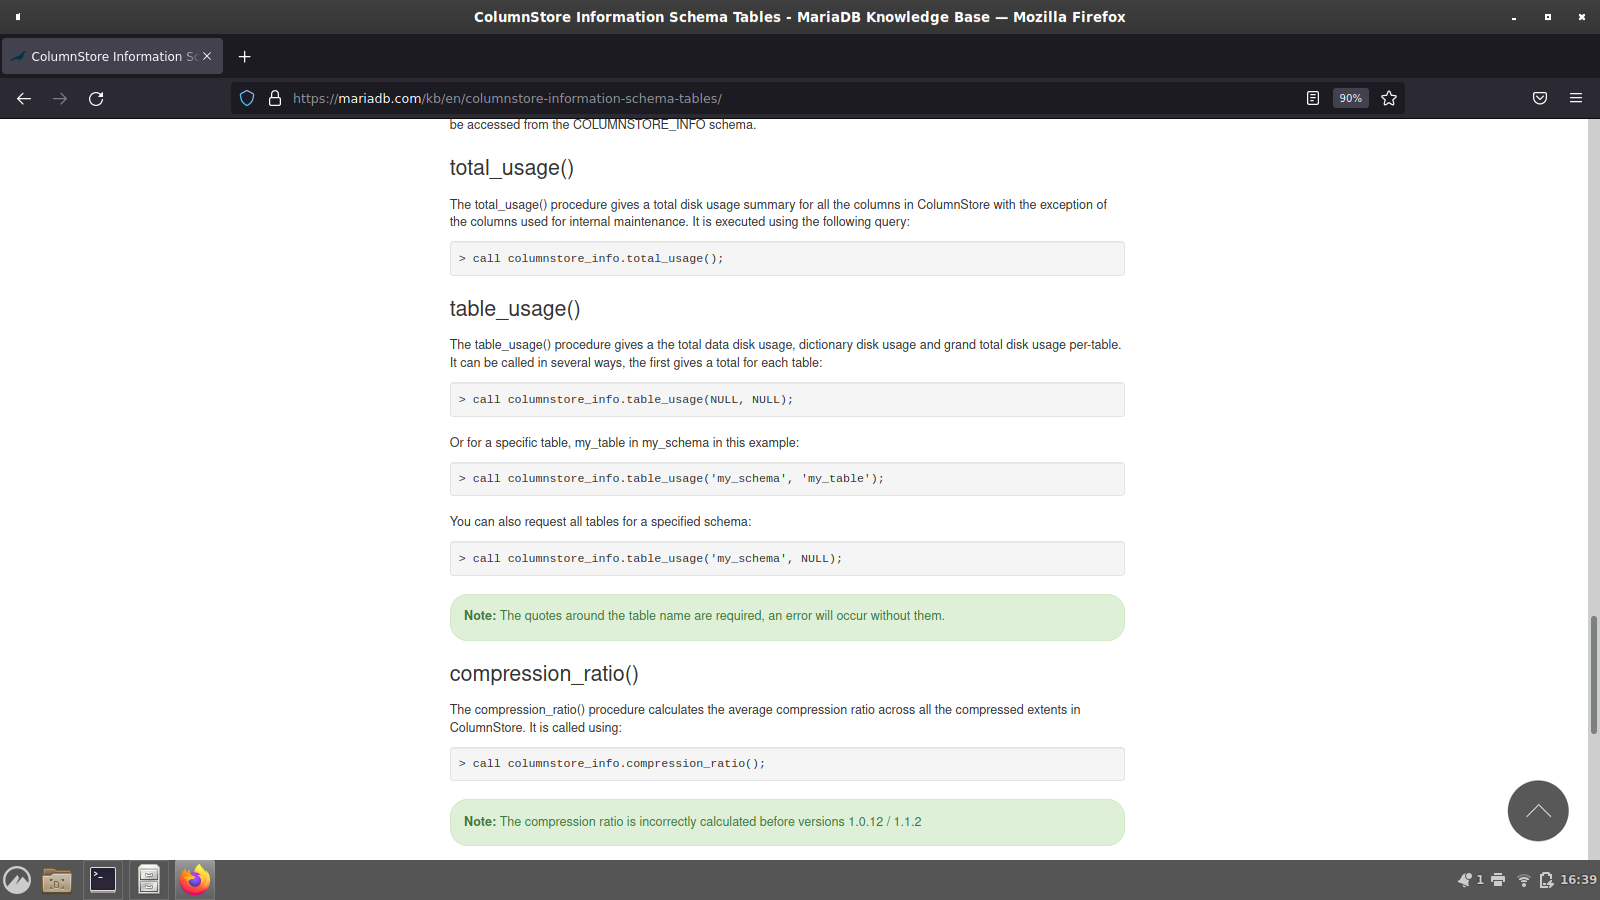 ColumnStore Information Schema Tables - MariaDB Knowledge Base — Mozilla Firefox
ColumnStore Information Sc
https://mariadb.com/kb/en/columnstore-information-schema-tables/
90%
be accessed from the COLUMNSTORE_INFO schema.
total_usage()
The total_usage() procedure gives a total disk usage summary for all the columns in ColumnStore with the exception of
the columns used for internal maintenance. It is executed using the following query:
> call columnstore_info.total_usage();
table_usage()
The table_usage() procedure gives a the total data disk usage, dictionary disk usage and grand total disk usage per-table.
It can be called in several ways, the first gives a total for each table:
> call columnstore_info.table_usage(NULL, NULL);
Or for a specific table, my_table in my_schema in this example:
> call columnstore_info.table_usage('my_schema', 'my_table');
You can also request all tables for a specified schema:
> call columnstore_info.table_usage('my_schema', NULL);
Note: The quotes around the table name are required, an error will occur without them.
compression_ratio()
The compression_ratio() procedure calculates the average compression ratio across all the compressed extents in
ColumnStore. It is called using:
> call columnstore_info.compression_ratio();
Note: The compression ratio is incorrectly calculated before versions 1.0.12 / 1.1.2
1
16:39